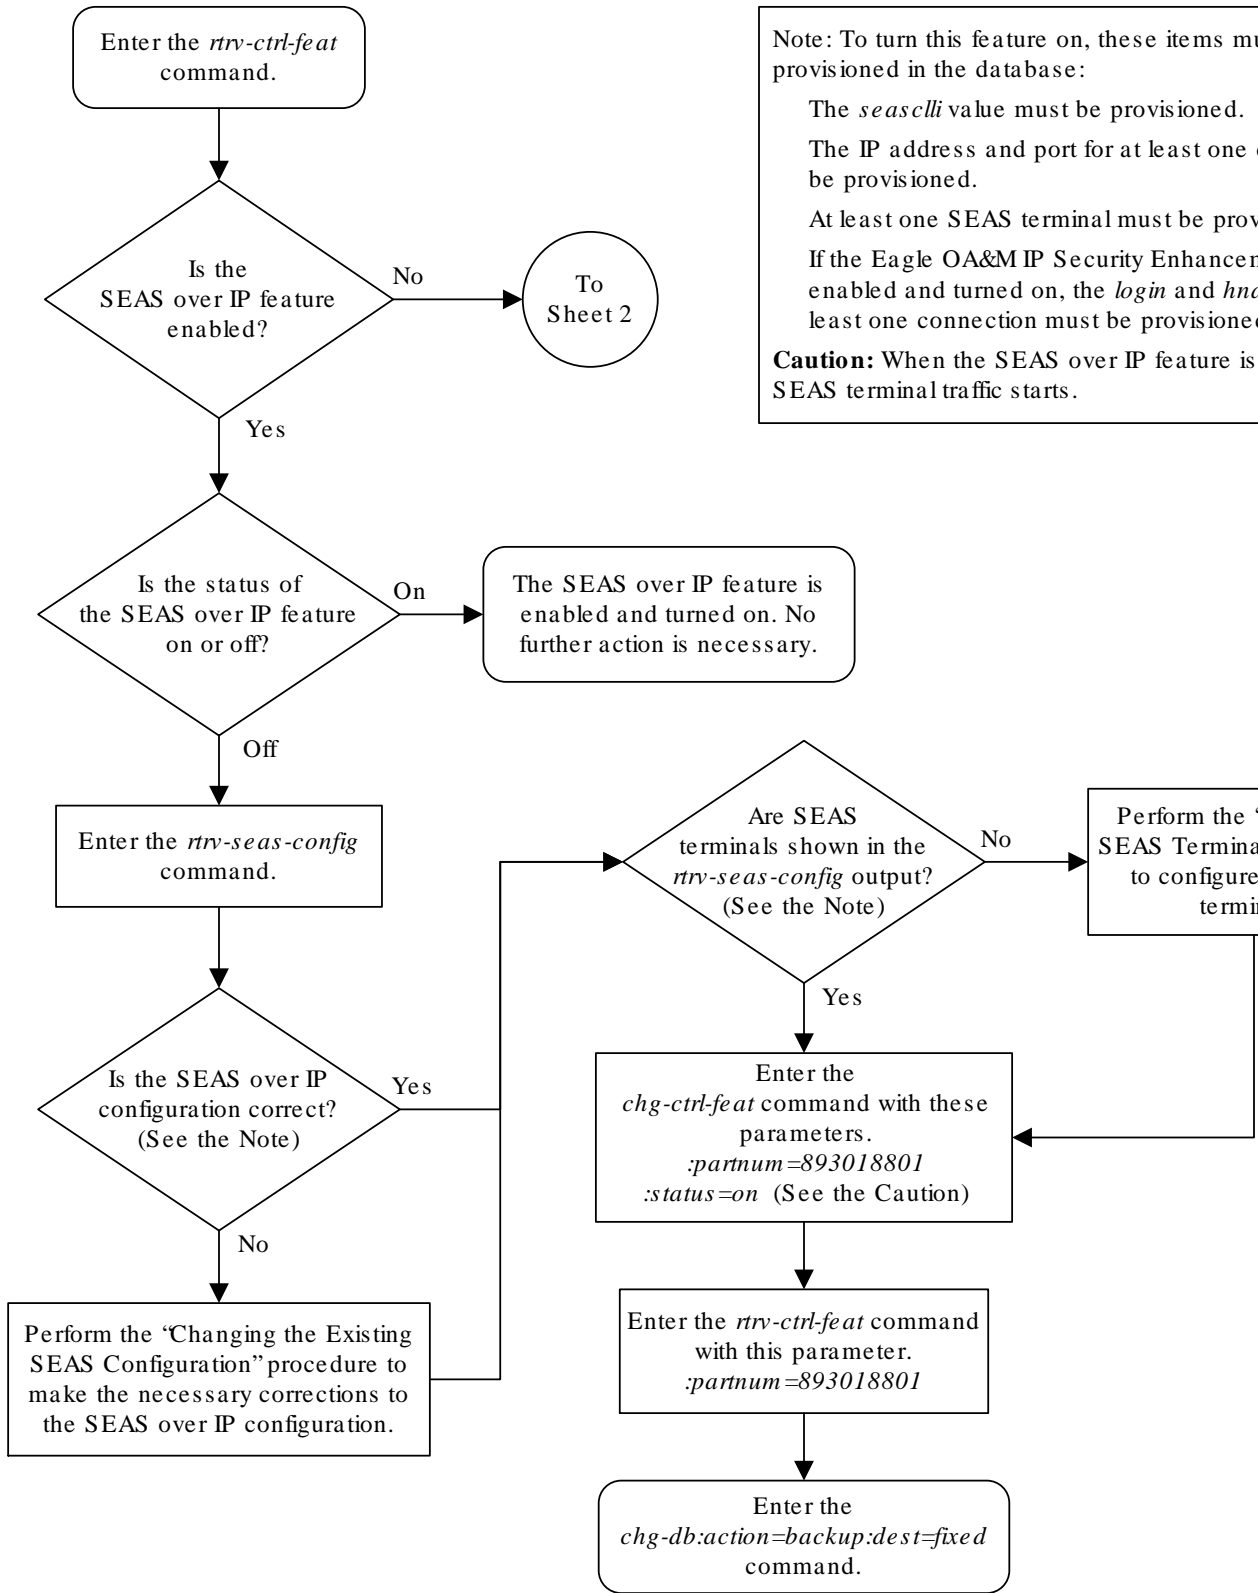 Enter the rtrv-ctrl-feat
command.
Note: To turn this feature on, these items
provisioned in the database:
The seasclli value must be provisioned.
The IP address and port for at least one
be provisioned.
At least one SEAS terminal must be
If the Eagle OA&M IP Security
enabled and turned on, the login and
least one connection must be provisioned
Caution: When the SEAS over IP feature is
SEAS terminal traffic starts.
Is the
SEAS over IP feature
enabled?
No
To
Sheet 2
Yes
Is the status of
the SEAS over IP feature
on or off?
On
The SEAS over IP feature is
enabled and turned on. No
further action is necessary.
Off
Enter the rtrv-seas-config
command.
Are SEAS
terminals shown in the
rtrv-seas-config output?
(See the Note)
No
Perform the “
SEAS
to configure
Yes
Is the SEAS over IP
configuration correct?
(See the Note)
Yes
Enter the
chg-ctrl-feat command with these
parameters.
:partnum=893018801
:status=on (See the Caution)
No
Perform the “Changing the Existing
SEAS Configuration” procedure to
make the necessary corrections to
the SEAS over IP configuration.
Enter the rtrv-ctrl-feat command
with this parameter.
:partnum=893018801
Enter the
chg-db:action=backup:dest=fixed
command.